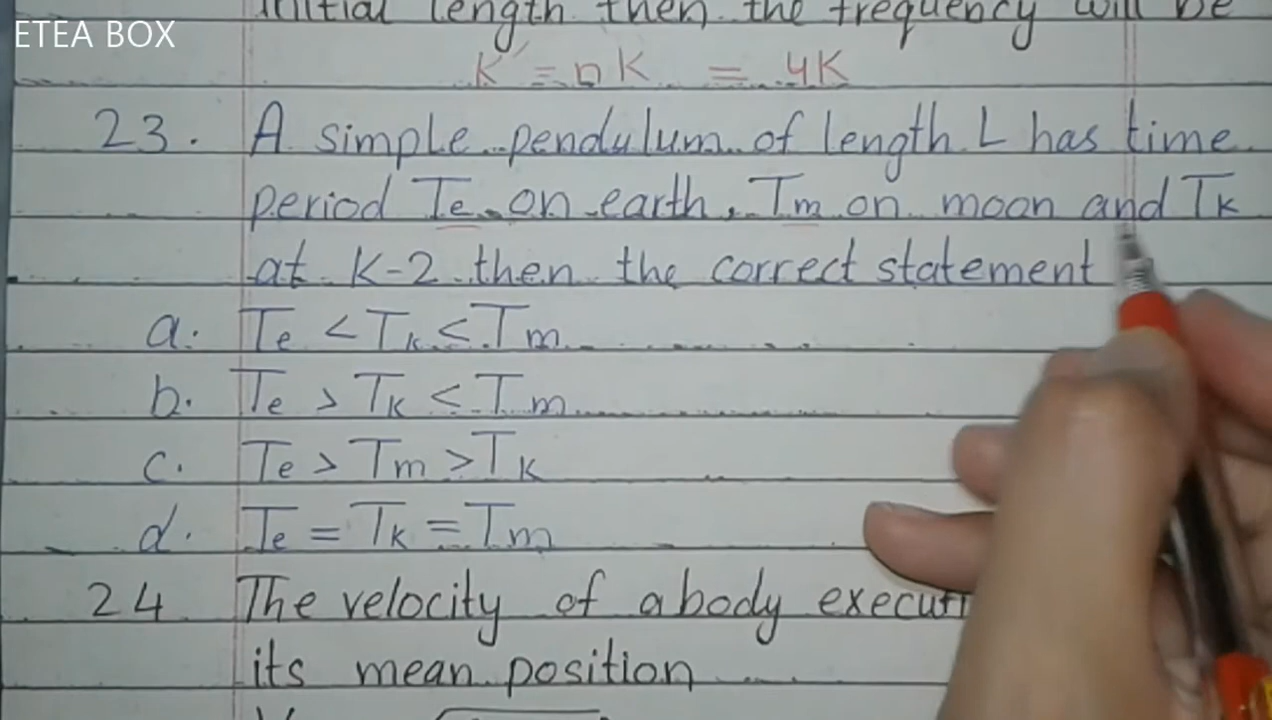 initial length then the frequency will be
ETEA BOX
K' = nK = 4K
23. A simple pendulum of length L has time
period Te on earth, Tm on moon and TK
at K-2 then the correct statement
a. Te < TK < Tm
b. Te > TK < Tm
c. Te > Tm > TK
d. Te = TK = Tm
24 The velocity of a body executi
its mean position